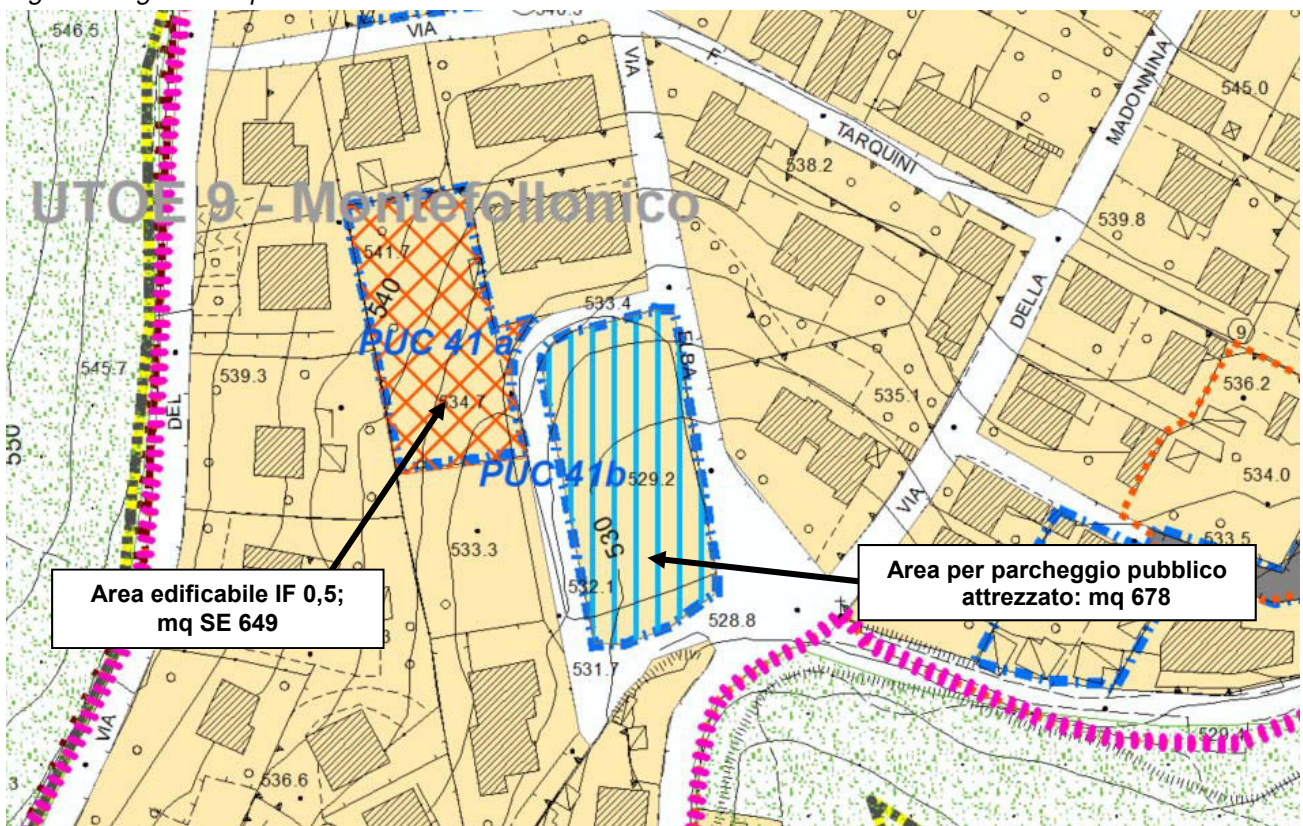 546.5
VIA
VIA
F.
TARQUINI
MADONNINA
545.0
538.2
UTOE 9 - Montefollonico
541.7
540
539.8
DELLA
533.4
PUC 41 a
ELBA
545.7
DEL
539.3
534.7
535.1
9
536.2
550
PUC 41b
529.2
534.0
530
VIA
533.3
533.5
Area edificabile IF 0,5;
mq SE 649
532.1
Area per parcheggio pubblico
attrezzato: mq 678
528.8
531.7
VIA
529.4
536.6